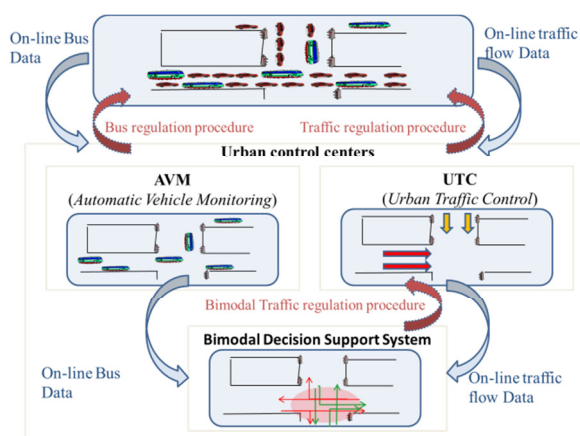 On-line Bus
Data
On-line traffic
flow Data
Bus regulation procedure
Traffic regulation procedure
Urban control centers
AVM
(Automatic Vehicle Monitoring)
UTC
(Urban Traffic Control)
Bimodal Traffic regulation procedure
Bimodal Decision Support System
On-line Bus
Data
On-line traffic
flow Data